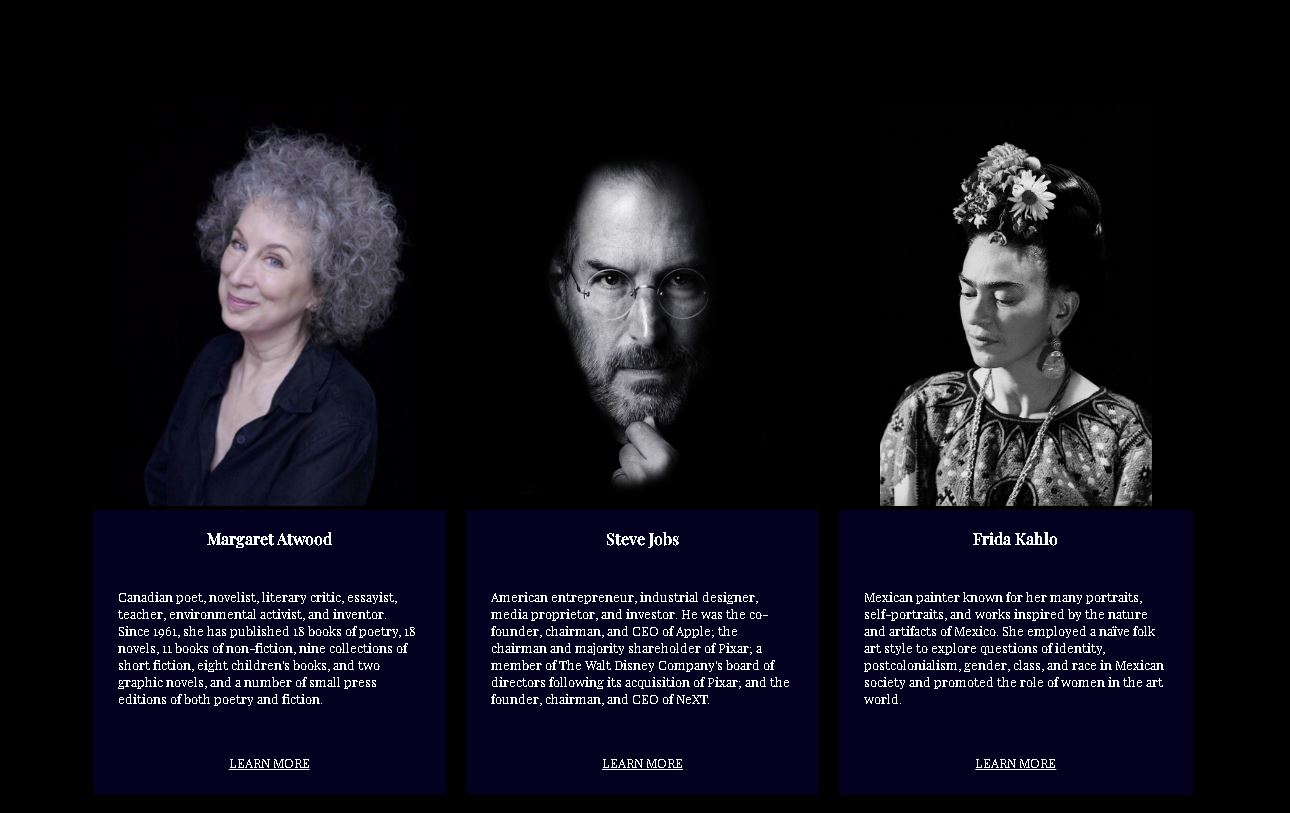 Margaret Atwood
Canadian poet, novelist, literary critic, essayist,
teacher, environmental activist, and inventor.
Since 1961, she has published 18 books of poetry, 18
novels, 11 books of non-fiction, nine collections of
short fiction, eight children's books, and two
graphic novels, and a number of small press
editions of both poetry and fiction.
LEARN MORE
Steve Jobs
American entrepreneur, industrial designer,
media proprietor, and investor. He was the co-
founder, chairman, and CEO of Apple; the
chairman and majority shareholder of Pixar; a
member of The Walt Disney Company's board of
directors following its acquisition of Pixar; and the
founder, chairman, and CEO of NeXT.
LEARN MORE
Frida Kahlo
Mexican painter known for her many portraits,
self-portraits, and works inspired by the nature
and artifacts of Mexico. She employed a naïve folk
art style to explore questions of identity,
postcolonialism, gender, class, and race in Mexican
society and promoted the role of women in the art
world.
LEARN MORE